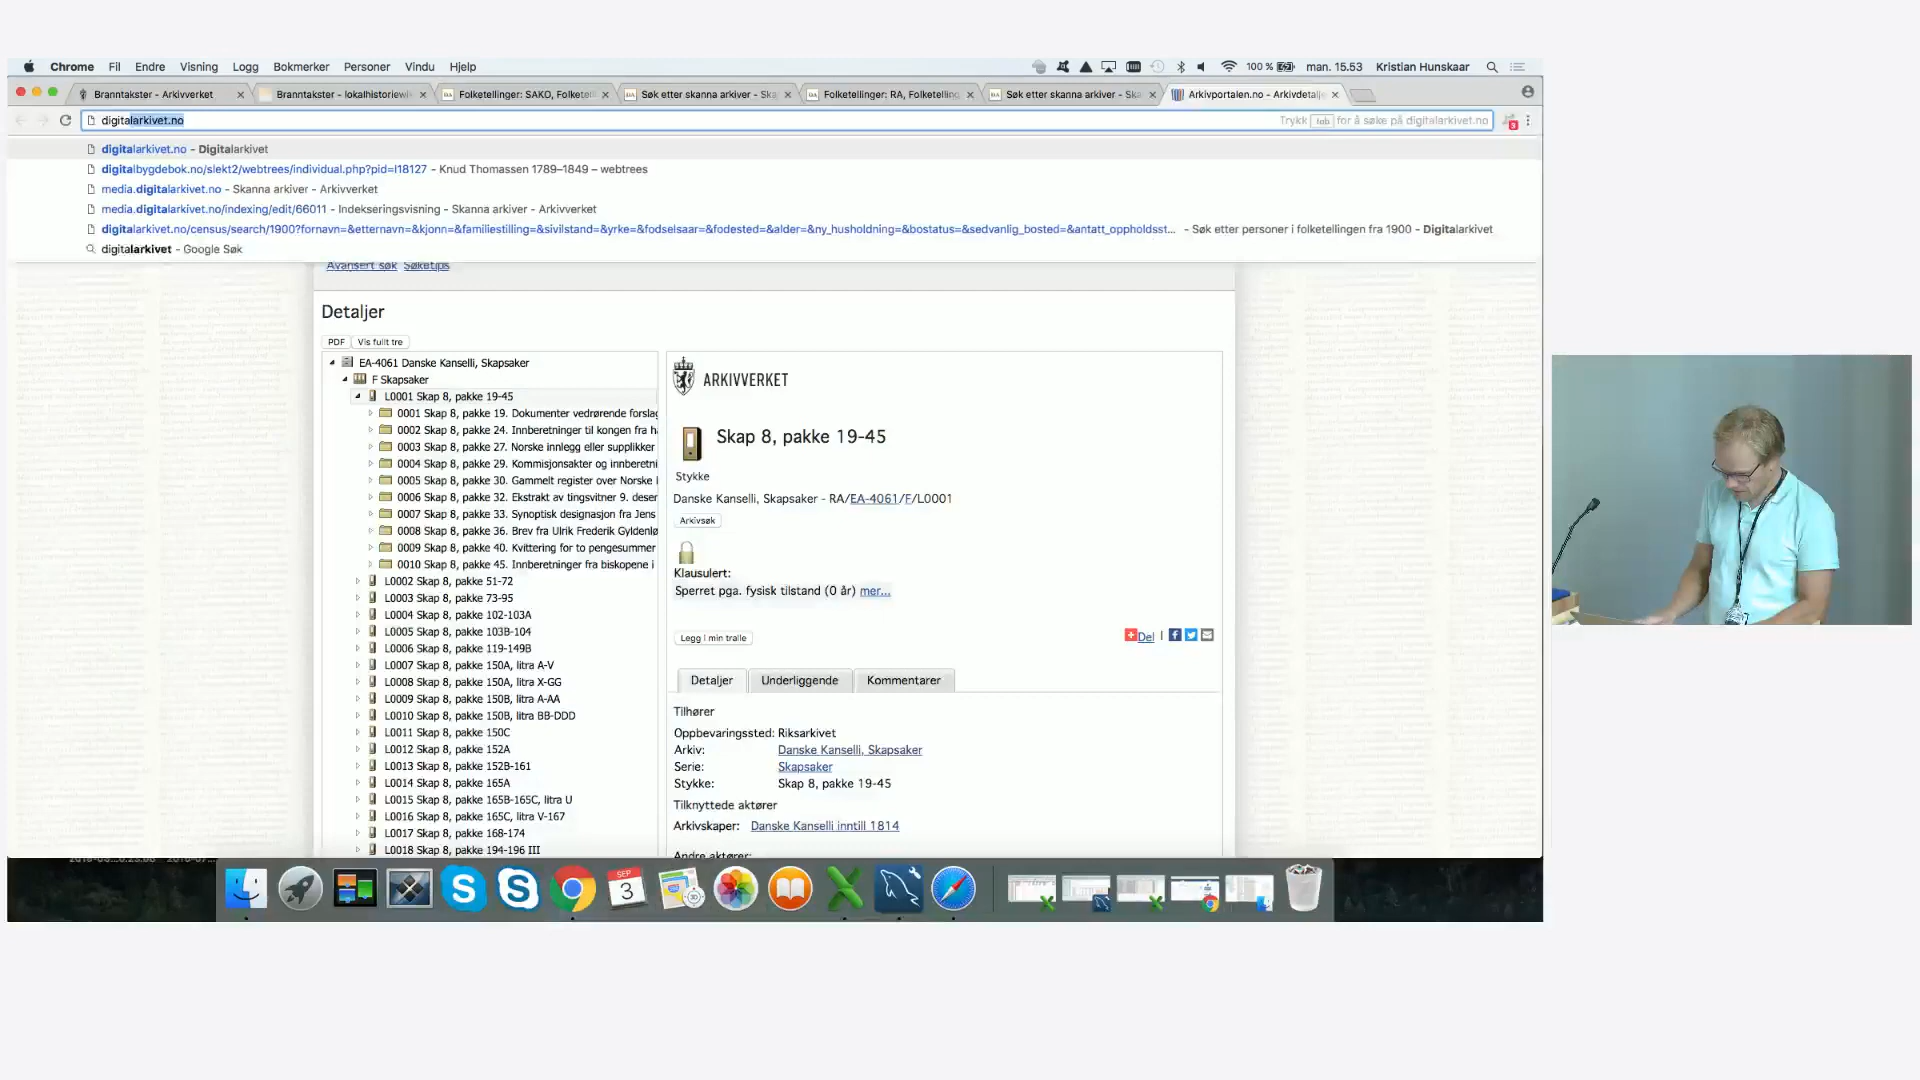 Chrome Fil Endre Visning Logg Bokmerker Personer Vindu Hjelp 100 % man. 15.53 Kristian Hunskaar
Branntakster - Arkivverket Branntakster - lokalhistoriewi Folketellinger: SAKO, Folketel Søk etter skanna arkiver - Ska Folketellinger: RA, Folketelling Søk etter skanna arkiver - Ska Arkivportalen.no - Arkivdetalje
digitalarkivet.no Trykk tab for å søke på digitalarkivet.no
digitalarkivet.no - Digitalarkivet
digitalbygdebok.no/slekt2/webtrees/individual.php?pid=I18127 - Knud Thomassen 1789–1849 – webtrees
media.digitalarkivet.no - Skanna arkiver - Arkivverket
media.digitalarkivet.no/indexing/edit/66011 - Indekseringsvisning - Skanna arkiver - Arkivverket
digitalarkivet.no/census/search/1900?fornavn=&etternavn=&kjonn=&familiestilling=&sivilstand=&yrke=&fodselsaar=&fodested=&alder=&ny_husholdning=&bostatus=&sedvanlig_bosted=&antatt_oppholdsst... - Søk etter personer i folketellingen fra 1900 - Digitalarkivet
digitalarkivet - Google Søk
Avansert søk Søketips
Detaljer
PDF Vis fullt tre
EA-4061 Danske Kanselli, Skapsaker
F Skapsaker
L0001 Skap 8, pakke 19-45
0001 Skap 8, pakke 19. Dokumenter vedrørende forslag
0002 Skap 8, pakke 24. Innberetninger til kongen fra h
0003 Skap 8, pakke 27. Norske innlegg eller supplikker
0004 Skap 8, pakke 29. Kommisjonsakter og innberetni
0005 Skap 8, pakke 30. Gammelt register over Norske i
0006 Skap 8, pakke 32. Ekstrakt av tingsvitner 9. deser
0007 Skap 8, pakke 33. Synoptisk designasjon fra Jens
0008 Skap 8, pakke 36. Brev fra Ulrik Frederik Gyldenlø
0009 Skap 8, pakke 40. Kvittering for to pengesummer
0010 Skap 8, pakke 45. Innberetninger fra biskopene i
L0002 Skap 8, pakke 51-72
L0003 Skap 8, pakke 73-95
L0004 Skap 8, pakke 102-103A
L0005 Skap 8, pakke 103B-104
L0006 Skap 8, pakke 119-149B
L0007 Skap 8, pakke 150A, litra A-V
L0008 Skap 8, pakke 150A, litra X-GG
L0009 Skap 8, pakke 150B, litra A-AA
L0010 Skap 8, pakke 150B, litra BB-DDD
L0011 Skap 8, pakke 150C
L0012 Skap 8, pakke 152A
L0013 Skap 8, pakke 152B-161
L0014 Skap 8, pakke 165A
L0015 Skap 8, pakke 165B-165C, litra U
L0016 Skap 8, pakke 165C, litra V-167
L0017 Skap 8, pakke 168-174
L0018 Skap 8, pakke 194-196 III
ARKIVVERKET
Skap 8, pakke 19-45
Stykke
Danske Kanselli, Skapsaker - RA/EA-4061/F/L0001
Arkivsøk
Klausulert:
Sperret pga. fysisk tilstand (0 år) mer...
Legg i min tralle
Del |
Detaljer Underliggende Kommentarer
Tilhører
Oppbevaringssted: Riksarkivet
Arkiv: Danske Kanselli, Skapsaker
Serie: Skapsaker
Stykke: Skap 8, pakke 19-45
Tilknyttede aktører
Arkivskaper: Danske Kanselli inntill 1814
Andre aktører:
SEP
3